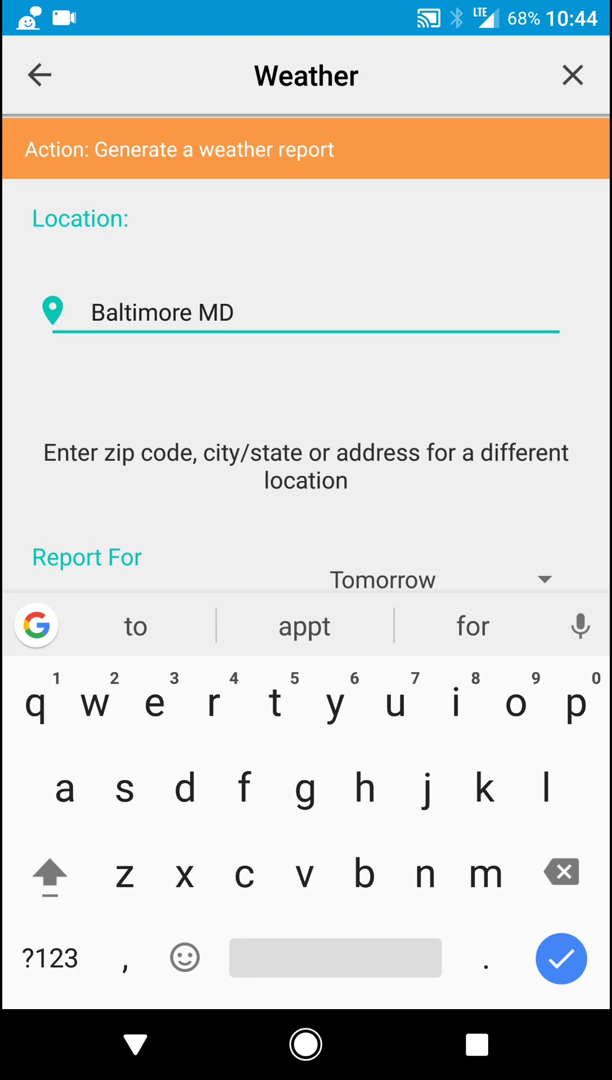 LTE 68% 10:44
Weather
Action: Generate a weather report
Location:
Baltimore MD
Enter zip code, city/state or address for a different
location
Report For
Tomorrow
to appt for
1 2 3 4 5 6 7 8 9 0
q w e r t y u i o p
a s d f g h j k l
z x c v b n m
?123 , .